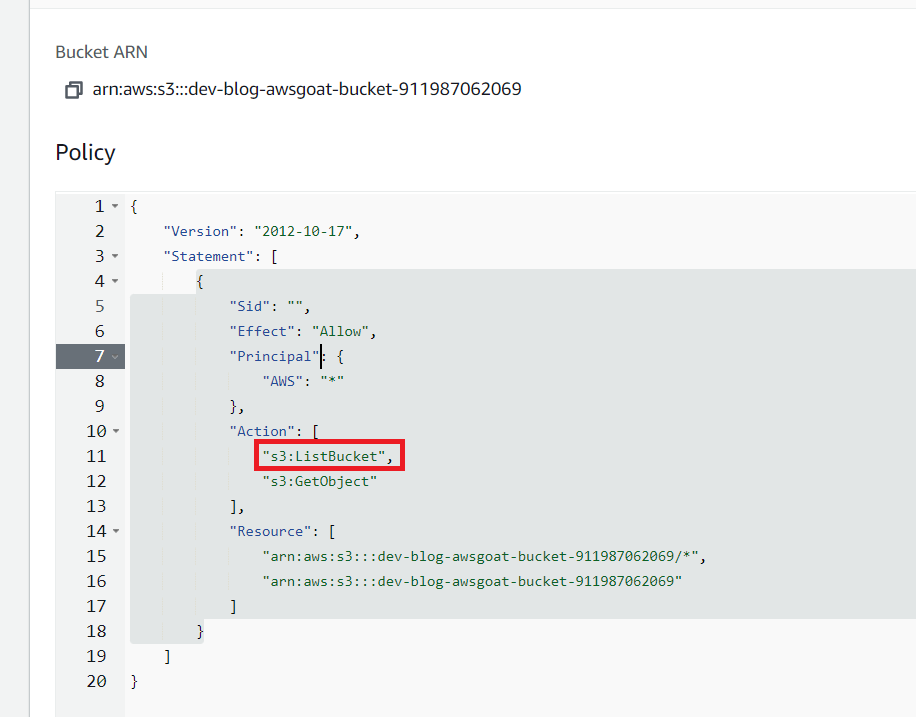 Bucket ARN
arn:aws:s3:::dev-blog-awsgoat-bucket-911987062069
Policy
1 {
2 "Version": "2012-10-17",
3 "Statement": [
4 {
5 "Sid": "",
6 "Effect": "Allow",
7 "Principal": {
8 "AWS": "*"
9 },
10 "Action": [
11 "s3:ListBucket",
12 "s3:GetObject"
13 ],
14 "Resource": [
15 "arn:aws:s3:::dev-blog-awsgoat-bucket-911987062069/*",
16 "arn:aws:s3:::dev-blog-awsgoat-bucket-911987062069"
17 ]
18 }
19 ]
20 }